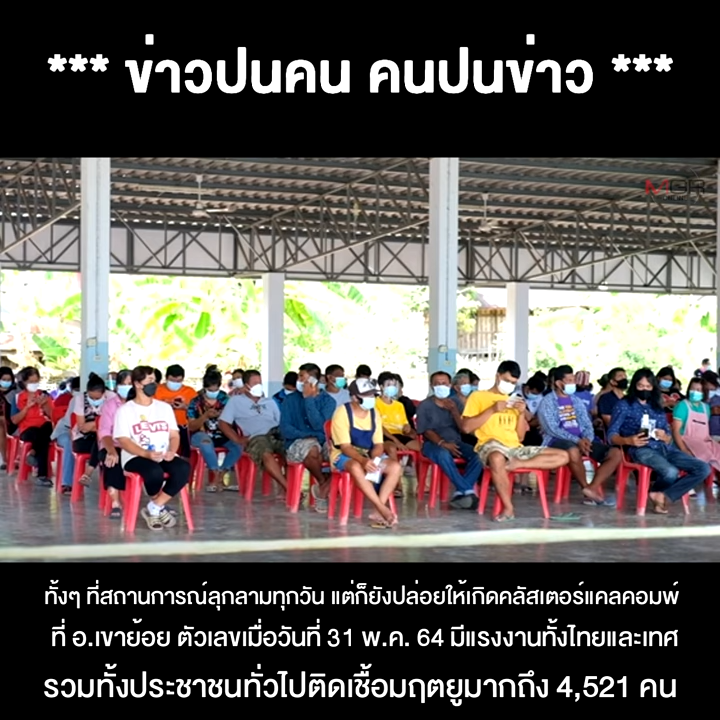 *** ข่าวปนคน คนปนข่าว ***
MGR
ทั้งๆ ที่สถานการณ์ลุกลามทุกวัน แต่ก็ยังปล่อยให้เกิดคลัสเตอร์แคลคอมพ์
ที่ อ.เขาย้อย ตัวเลขเมื่อวันที่ 31 พ.ค. 64 มีแรงงานทั้งไทยและเทศ
รวมทั้งประชาชนทั่วไปติดเชื้อมฤตยูมากถึง 4,521 คน